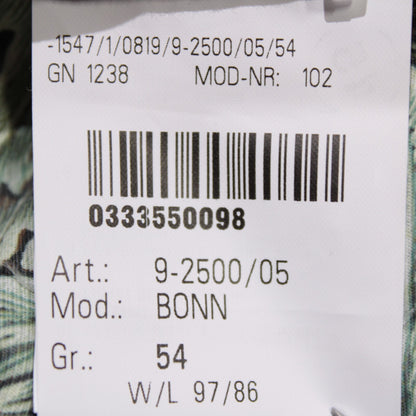 -1547/1/0819/9-2500/05/54
GN 1238 MOD-NR: 102
0333550098
Art.: 9-2500/05
Mod.: BONN
Gr.: 54
W/L 97/86